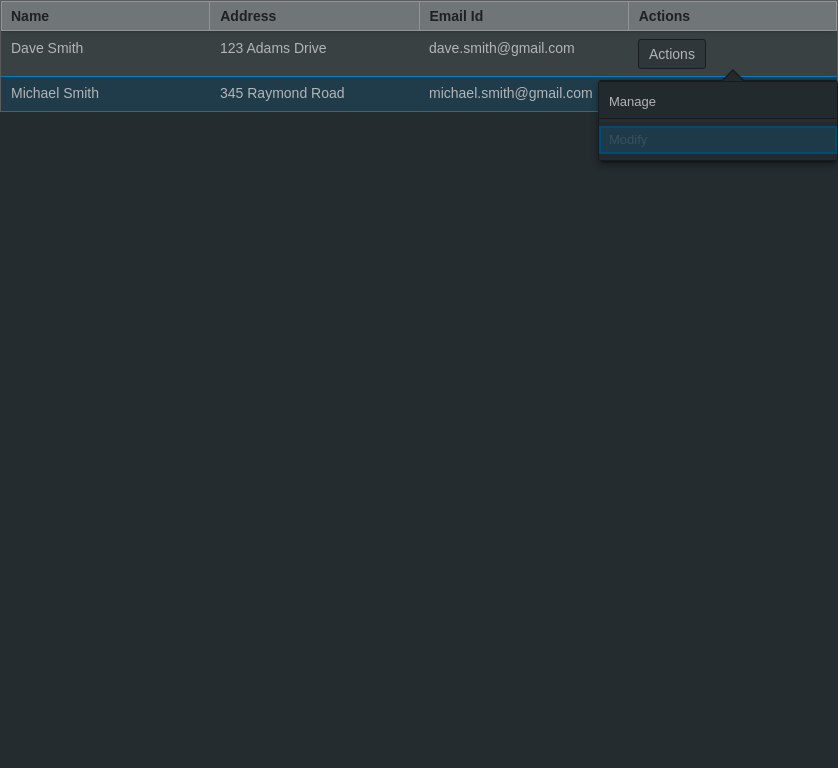 Name Address Email Id Actions
Dave Smith 123 Adams Drive dave.smith@gmail.com Actions
Michael Smith 345 Raymond Road michael.smith@gmail.com
Manage
Modify